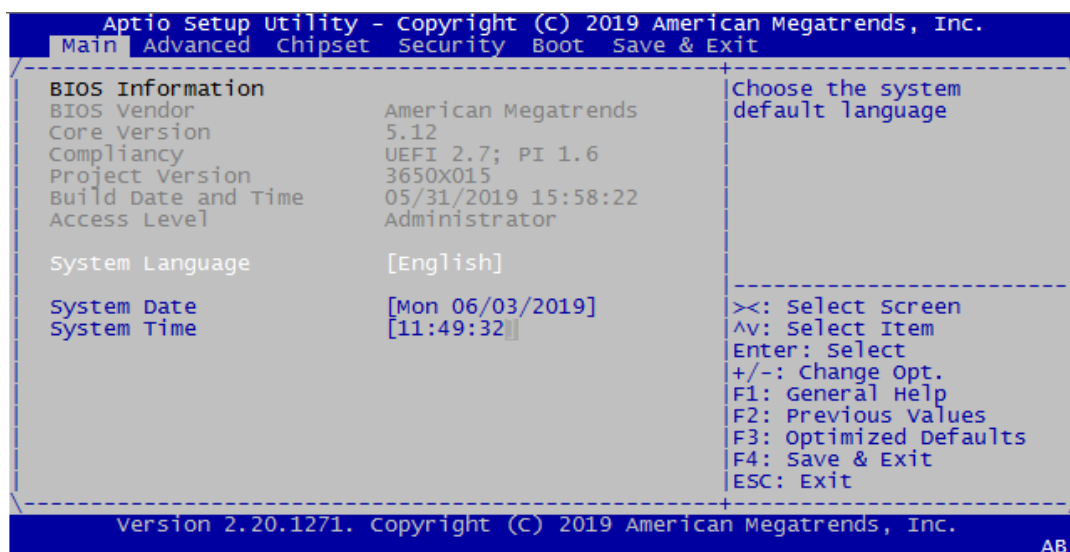 Aptio Setup Utility - Copyright (C) 2019 American Megatrends, Inc.
Main Advanced Chipset Security Boot Save & Exit
BIOS Information
BIOS Vendor American Megatrends
Core Version 5.12
Compliancy UEFI 2.7; PI 1.6
Project Version 3650X015
Build Date and Time 05/31/2019 15:58:22
Access Level Administrator
System Language [English]
System Date [Mon 06/03/2019]
System Time [11:49:32]
Choose the system
default language
><: Select Screen
^v: Select Item
Enter: Select
+/-: Change Opt.
F1: General Help
F2: Previous Values
F3: Optimized Defaults
F4: Save & Exit
ESC: Exit
Version 2.20.1271. Copyright (C) 2019 American Megatrends, Inc.
AB